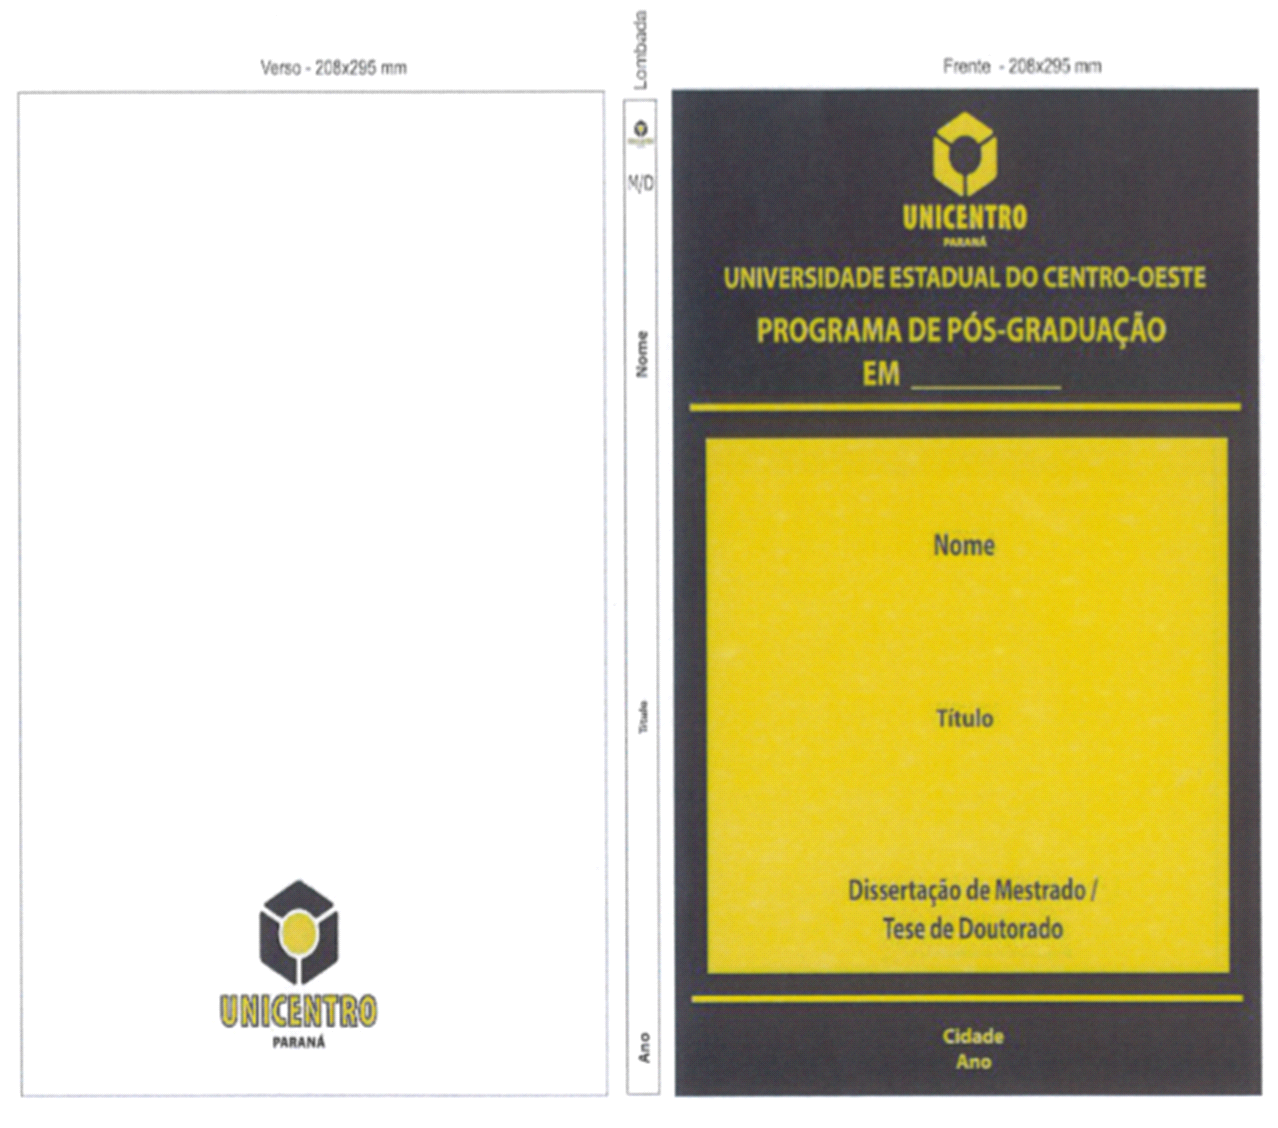 Verso - 208x295 mm
UNICENTRO
PARANÁ
Lombada
M/D
Nome
Título
Ano
Frente - 208x295 mm
UNICENTRO
PARANÁ
UNIVERSIDADE ESTADUAL DO CENTRO-OESTE
PROGRAMA DE PÓS-GRADUAÇÃO
EM __________
Nome
Título
Dissertação de Mestrado /
Tese de Doutorado
Cidade
Ano